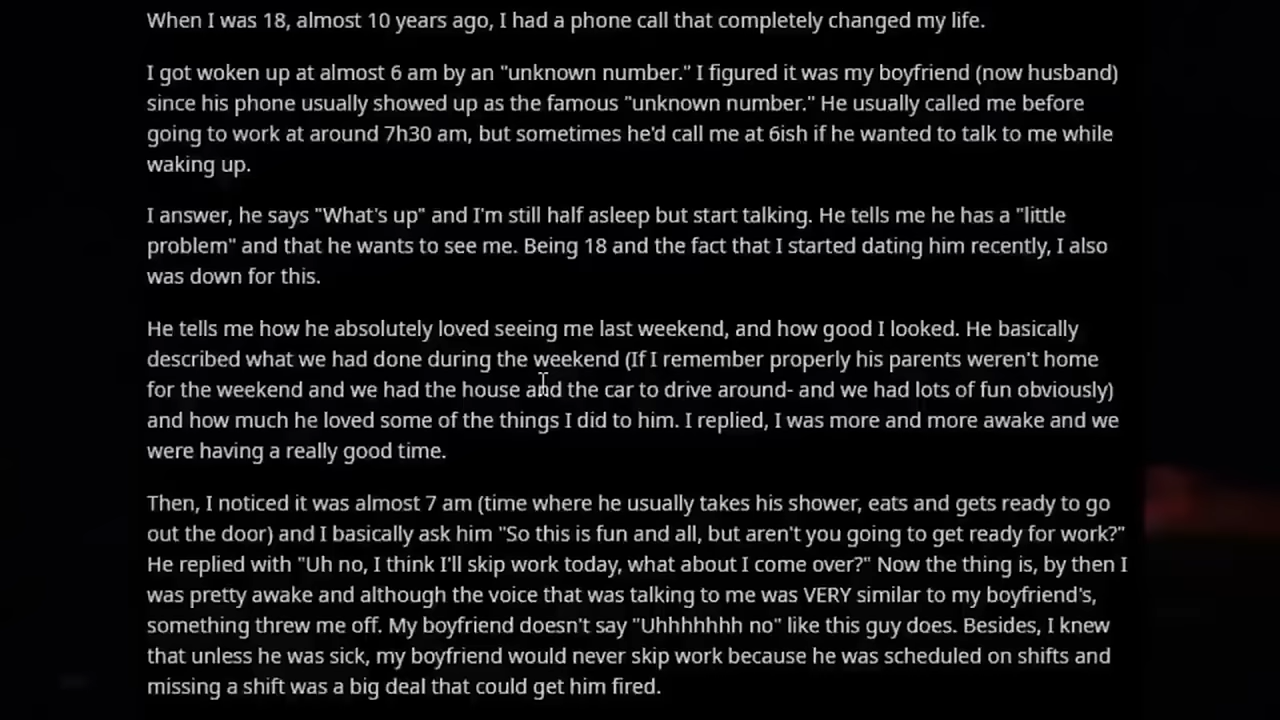 When I was 18, almost 10 years ago, I had a phone call that completely changed my life.
I got woken up at almost 6 am by an "unknown number." I figured it was my boyfriend (now husband)
since his phone usually showed up as the famous "unknown number." He usually called me before
going to work at around 7h30 am, but sometimes he'd call me at 6ish if he wanted to talk to me while
waking up.
I answer, he says "What's up" and I'm still half asleep but start talking. He tells me he has a "little
problem" and that he wants to see me. Being 18 and the fact that I started dating him recently, I also
was down for this.
He tells me how he absolutely loved seeing me last weekend, and how good I looked. He basically
described what we had done during the weekend (If I remember properly his parents weren't home
for the weekend and we had the house and the car to drive around- and we had lots of fun obviously)
and how much he loved some of the things I did to him. I replied, I was more and more awake and we
were having a really good time.
Then, I noticed it was almost 7 am (time where he usually takes his shower, eats and gets ready to go
out the door) and I basically ask him "So this is fun and all, but aren't you going to get ready for work?"
He replied with "Uh no, I think I'll skip work today, what about I come over?" Now the thing is, by then I
was pretty awake and although the voice that was talking to me was VERY similar to my boyfriend's,
something threw me off. My boyfriend doesn't say "Uhhhhhhh no" like this guy does. Besides, I knew
that unless he was sick, my boyfriend would never skip work because he was scheduled on shifts and
missing a shift was a big deal that could get him fired.